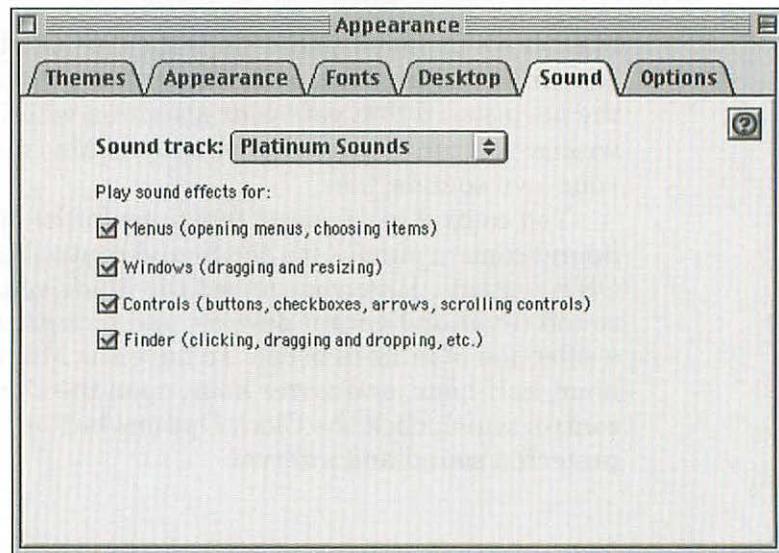 Appearance
Themes Appearance Fonts Desktop Sound Options
?
Sound track: Platinum Sounds
Play sound effects for:
Menus (opening menus, choosing items)
Windows (dragging and resizing)
Controls (buttons, checkboxes, arrows, scrolling controls)
Finder (clicking, dragging and dropping, etc.)